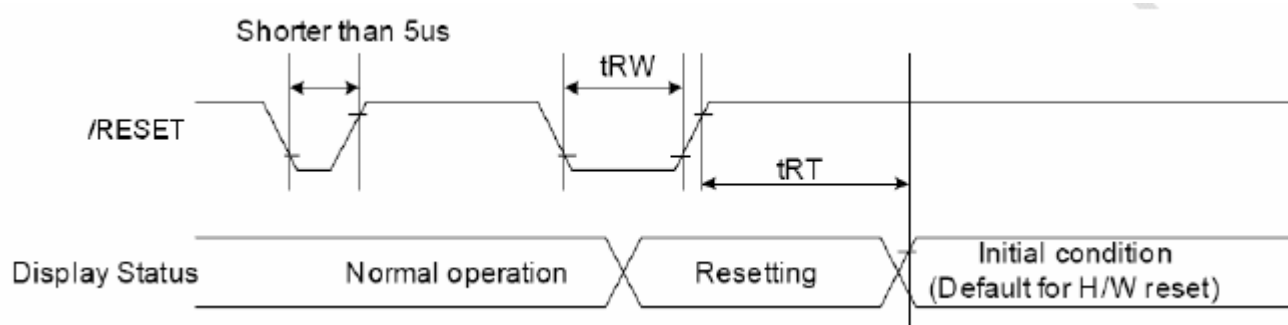 Shorter than 5us
tRW
/RESET
tRT
Display Status
Normal operation
Resetting
Initial condition
(Default for H/W reset)